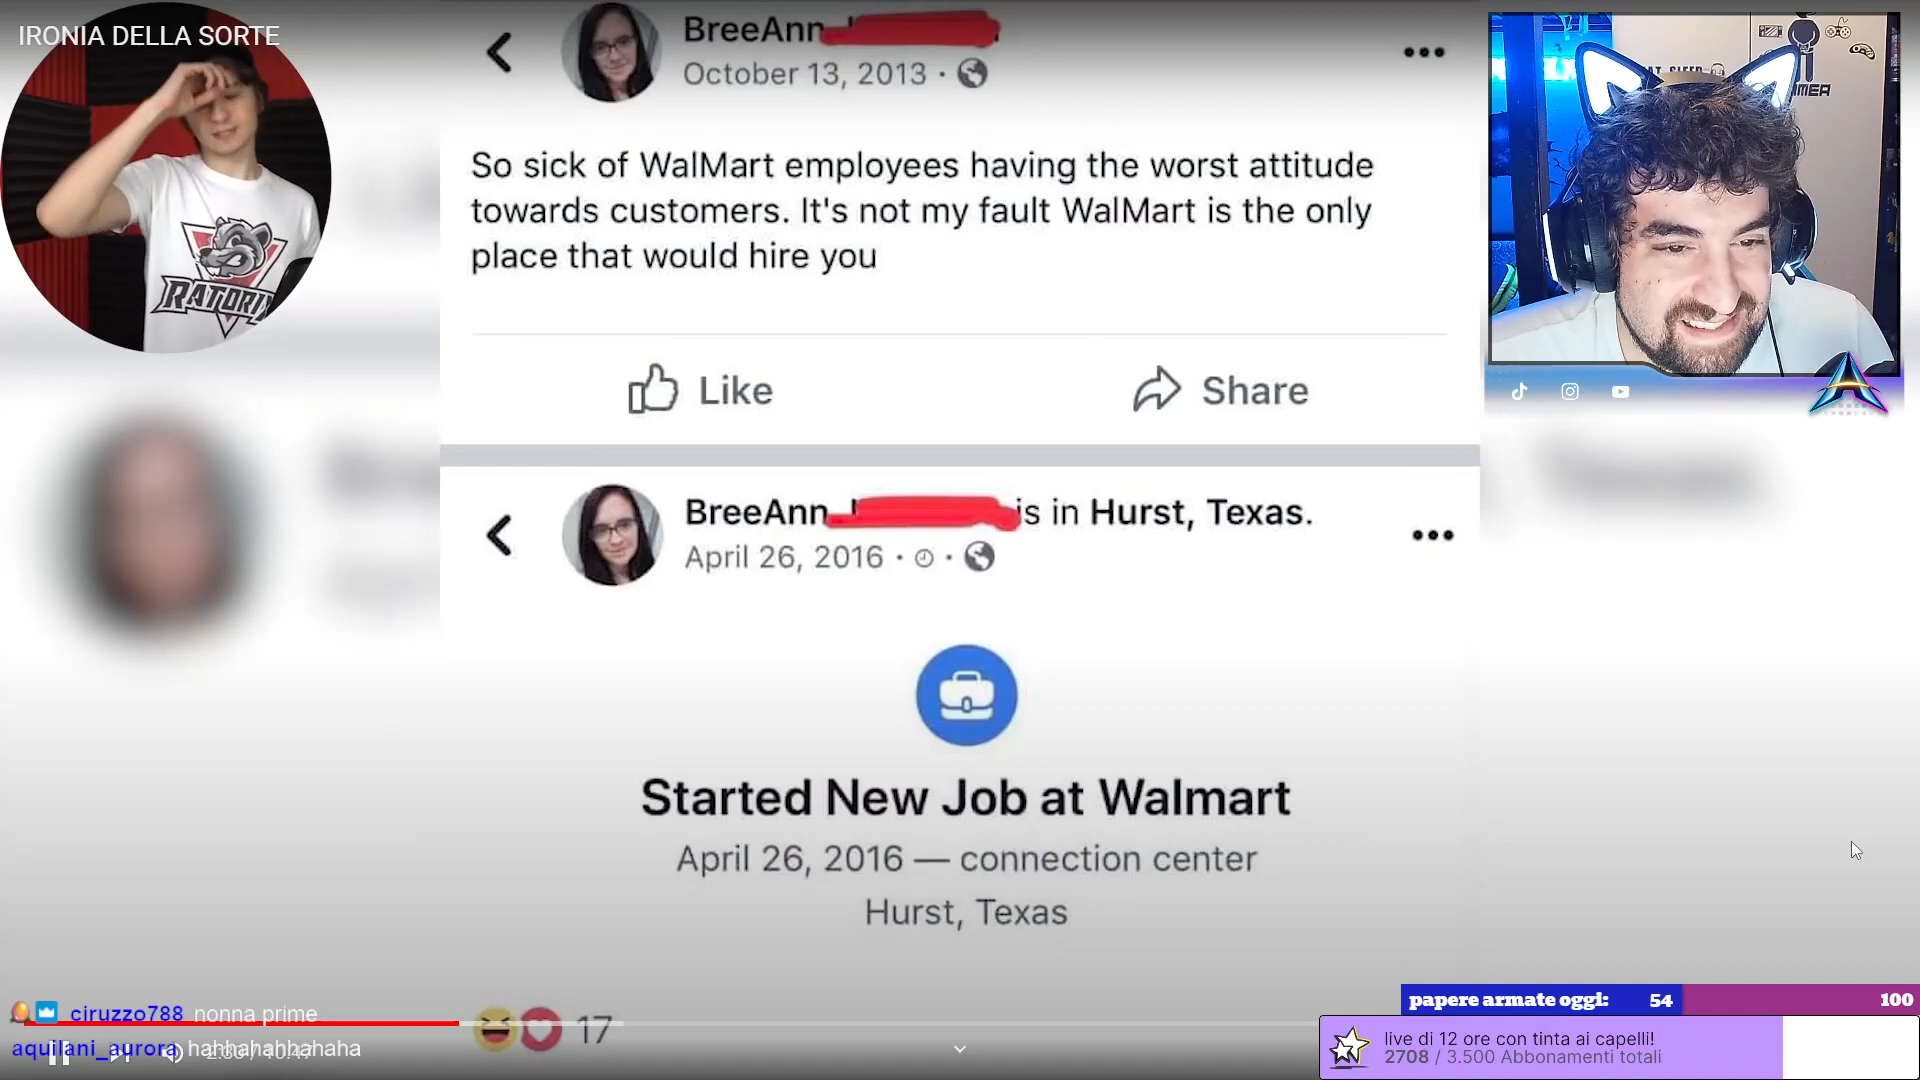 IRONIA DELLA SORTE
BreeAnn
October 13, 2013 ·
So sick of WalMart employees having the worst attitude
towards customers. It's not my fault WalMart is the only
place that would hire you
Like
Share
BreeAnn is in Hurst, Texas.
April 26, 2016 · ·
Started New Job at Walmart
April 26, 2016 — connection center
Hurst, Texas
17
ciruzzo788 nonna prime
aquilani_aurora hahhahahhahaha
papere armate oggi: 54 100
live di 12 ore con tinta ai capelli!
2708 / 3.500 Abbonamenti totali